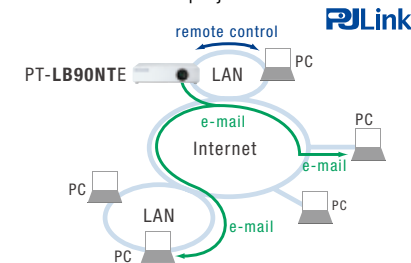 PJLink
remote control
PT-LB90NTE
LAN
PC
e-mail
PC
Internet
e-mail
PC
PC
LAN
e-mail
PC